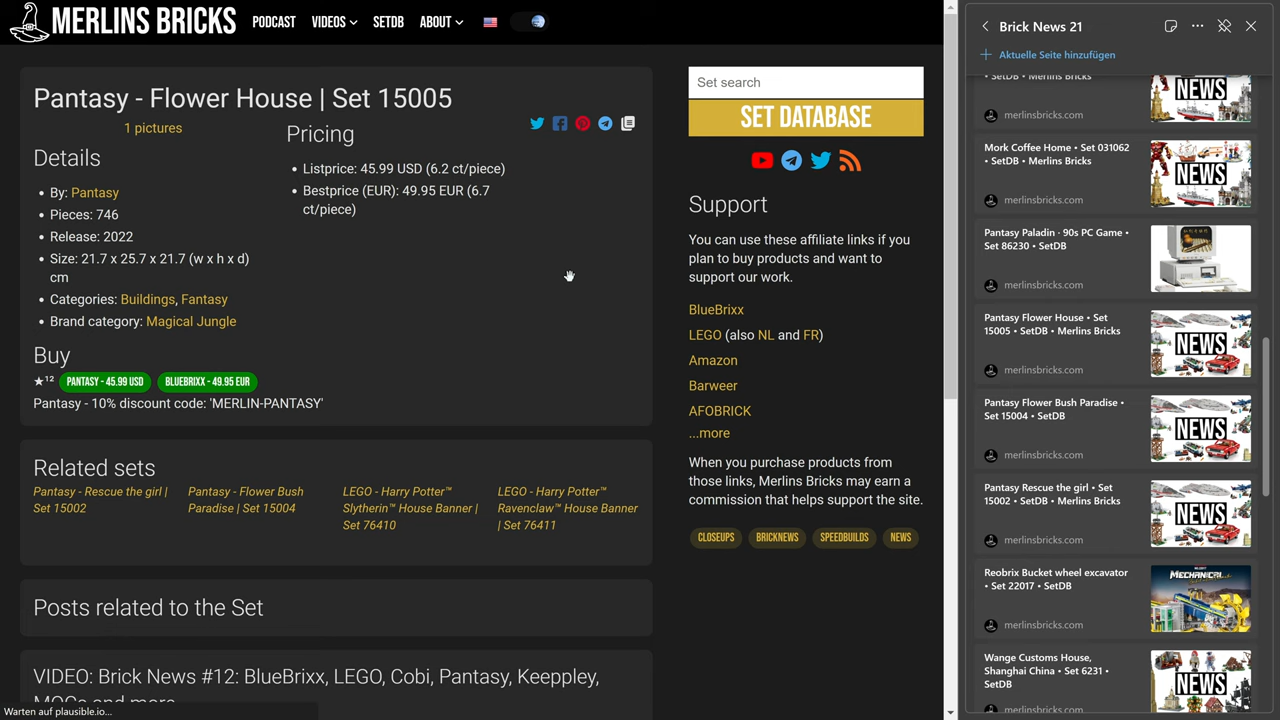 MERLINS BRICKS
PODCAST
VIDEOS
SETDB
ABOUT
Pantasy - Flower House | Set 15005
1 pictures
Details
By: Pantasy
Pieces: 746
Release: 2022
Size: 21.7 x 25.7 x 21.7 (w x h x d)
cm
Categories: Buildings, Fantasy
Brand category: Magical Jungle
Pricing
Listprice: 45.99 USD (6.2 ct/piece)
Bestprice (EUR): 49.95 EUR (6.7
ct/piece)
Buy
★12
PANTASY - 45.99 USD
BLUEBRIXX - 49.95 EUR
Pantasy - 10% discount code: 'MERLIN-PANTASY'
Related sets
Pantasy - Rescue the girl |
Set 15002
Pantasy - Flower Bush
Paradise | Set 15004
LEGO - Harry Potter™
Slytherin™ House Banner |
Set 76410
LEGO - Harry Potter™
Ravenclaw™ House Banner
| Set 76411
Posts related to the Set
VIDEO: Brick News #12: BlueBrixx, LEGO, Cobi, Pantasy, Keeppley,
MOCs and more
Warten auf plausible.io...
Set search
SET DATABASE
Support
You can use these affiliate links if you
plan to buy products and want to
support our work.
BlueBrixx
LEGO (also NL and FR)
Amazon
Barweer
AFOBRICK
...more
When you purchase products from
those links, Merlins Bricks may earn a
commission that helps support the site.
CLOSEUPS
BRICKNEWS
SPEEDBUILDS
NEWS
Brick News 21
Aktuelle Seite hinzufügen
• SetDB • Merlins Bricks
merlinsbricks.com
NEWS
Mork Coffee Home • Set 031062
• SetDB • Merlins Bricks
merlinsbricks.com
NEWS
Pantasy Paladin · 90s PC Game •
Set 86230 • SetDB
merlinsbricks.com
Pantasy Flower House • Set
15005 • SetDB • Merlins Bricks
merlinsbricks.com
NEWS
Pantasy Flower Bush Paradise •
Set 15004 • SetDB
merlinsbricks.com
NEWS
Pantasy Rescue the girl • Set
15002 • SetDB • Merlins Bricks
merlinsbricks.com
NEWS
Reobrix Bucket wheel excavator
• Set 22017 • SetDB
merlinsbricks.com
MECHANICAL
Wange Customs House,
Shanghai China • Set 6231 •
SetDB
merlinsbricks.com
NEWS